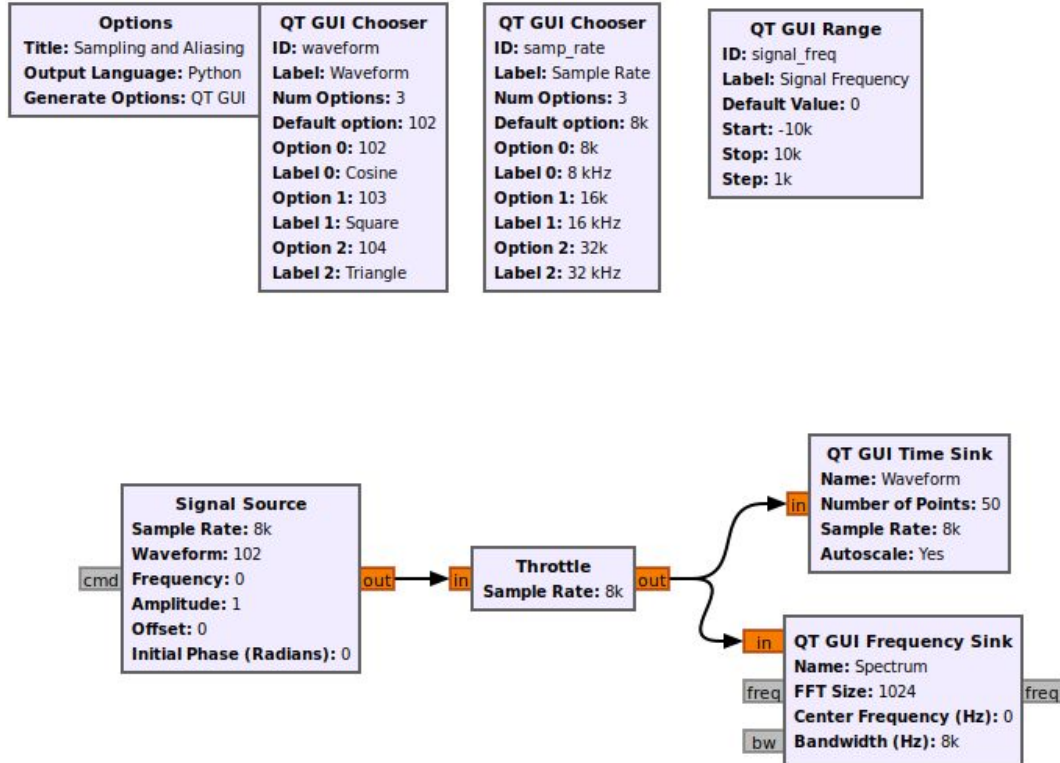 Options
Title: Sampling and Aliasing
Output Language: Python
Generate Options: QT GUI
QT GUI Chooser
ID: waveform
Label: Waveform
Num Options: 3
Default option: 102
Option 0: 102
Label 0: Cosine
Option 1: 103
Label 1: Square
Option 2: 104
Label 2: Triangle
QT GUI Chooser
ID: samp_rate
Label: Sample Rate
Num Options: 3
Default option: 8k
Option 0: 8k
Label 0: 8 kHz
Option 1: 16k
Label 1: 16 kHz
Option 2: 32k
Label 2: 32 kHz
QT GUI Range
ID: signal_freq
Label: Signal Frequency
Default Value: 0
Start: -10k
Stop: 10k
Step: 1k
Signal Source
Sample Rate: 8k
Waveform: 102
cmd
Frequency: 0
out
Amplitude: 1
Offset: 0
Initial Phase (Radians): 0
Throttle
in
out
Sample Rate: 8k
QT GUI Time Sink
Name: Waveform
in
Number of Points: 50
Sample Rate: 8k
Autoscale: Yes
in
QT GUI Frequency Sink
Name: Spectrum
freq
FFT Size: 1024
freq
Center Frequency (Hz): 0
bw
Bandwidth (Hz): 8k